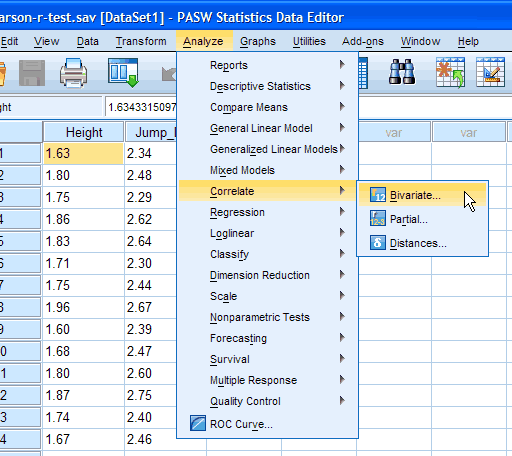 arson-r-test.sav [DataSet1] - PASW Statistics Data Editor
Edit View Data Transform Analyze Graphs Utilities Add-ons Window Help
ght 1.6343315097
Height Jump_ var var
1 1.63 2.34
2 1.80 2.48
3 1.75 2.29
4 1.86 2.62
5 1.83 2.64
6 1.71 2.30
7 1.75 2.44
8 1.96 2.67
9 1.60 2.39
0 1.68 2.47
1 1.80 2.60
2 1.87 2.75
3 1.74 2.40
4 1.67 2.46
Reports
Descriptive Statistics
Compare Means
General Linear Model
Generalized Linear Models
Mixed Models
Correlate
Regression
Loglinear
Classify
Dimension Reduction
Scale
Nonparametric Tests
Forecasting
Survival
Multiple Response
Quality Control
ROC Curve...
Bivariate...
Partial...
Distances...